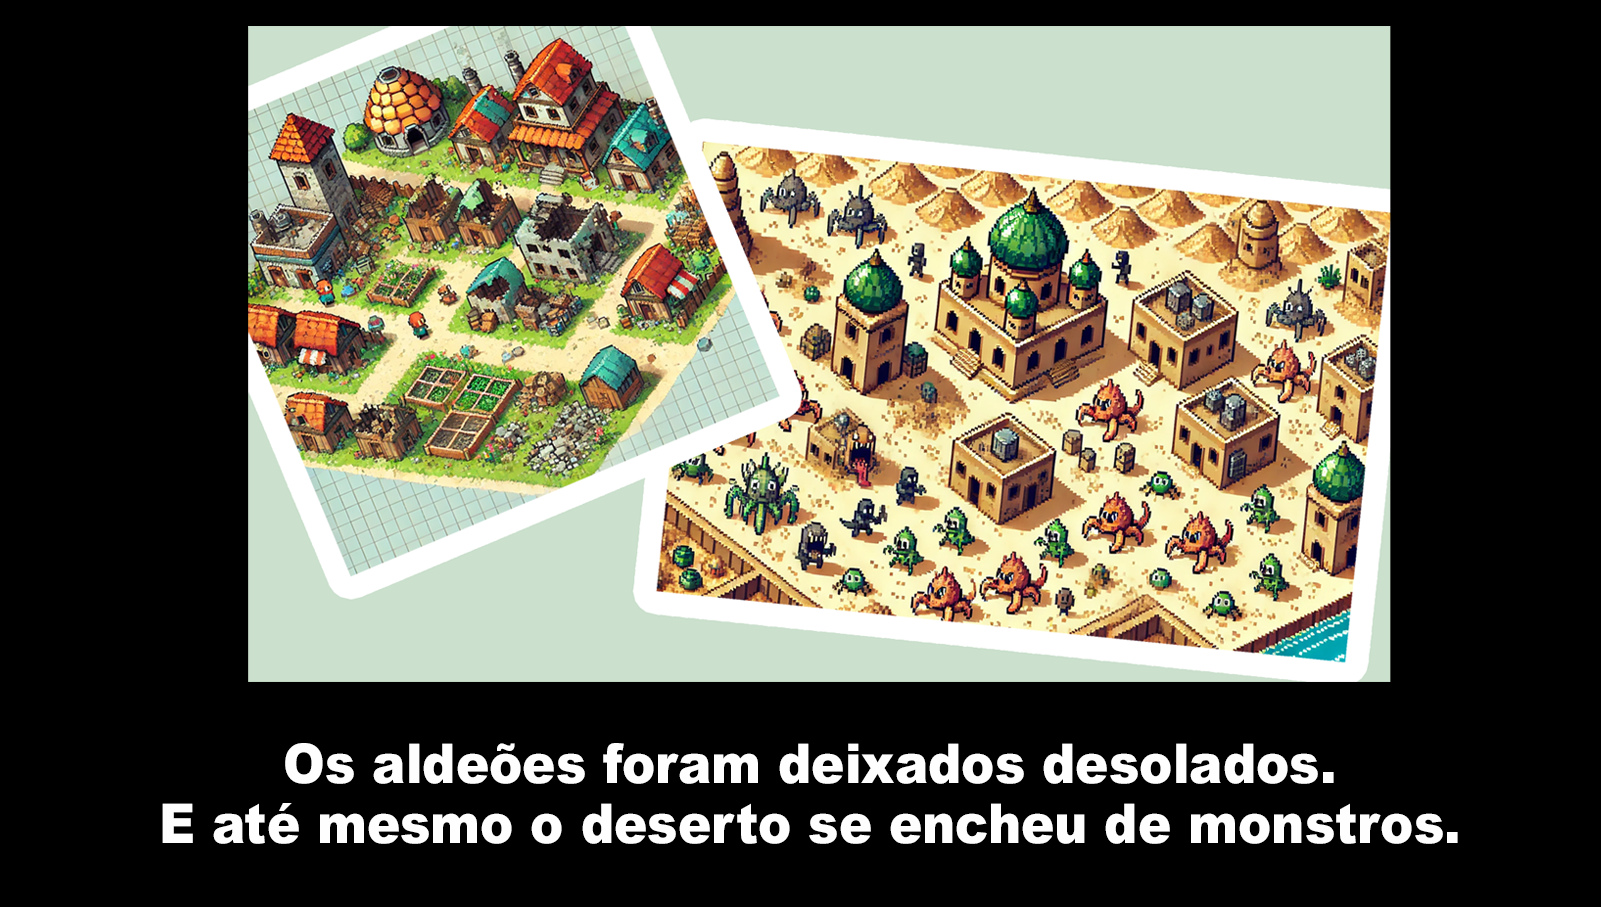 Os aldeões foram deixados desolados.
E até mesmo o deserto se encheu de monstros.